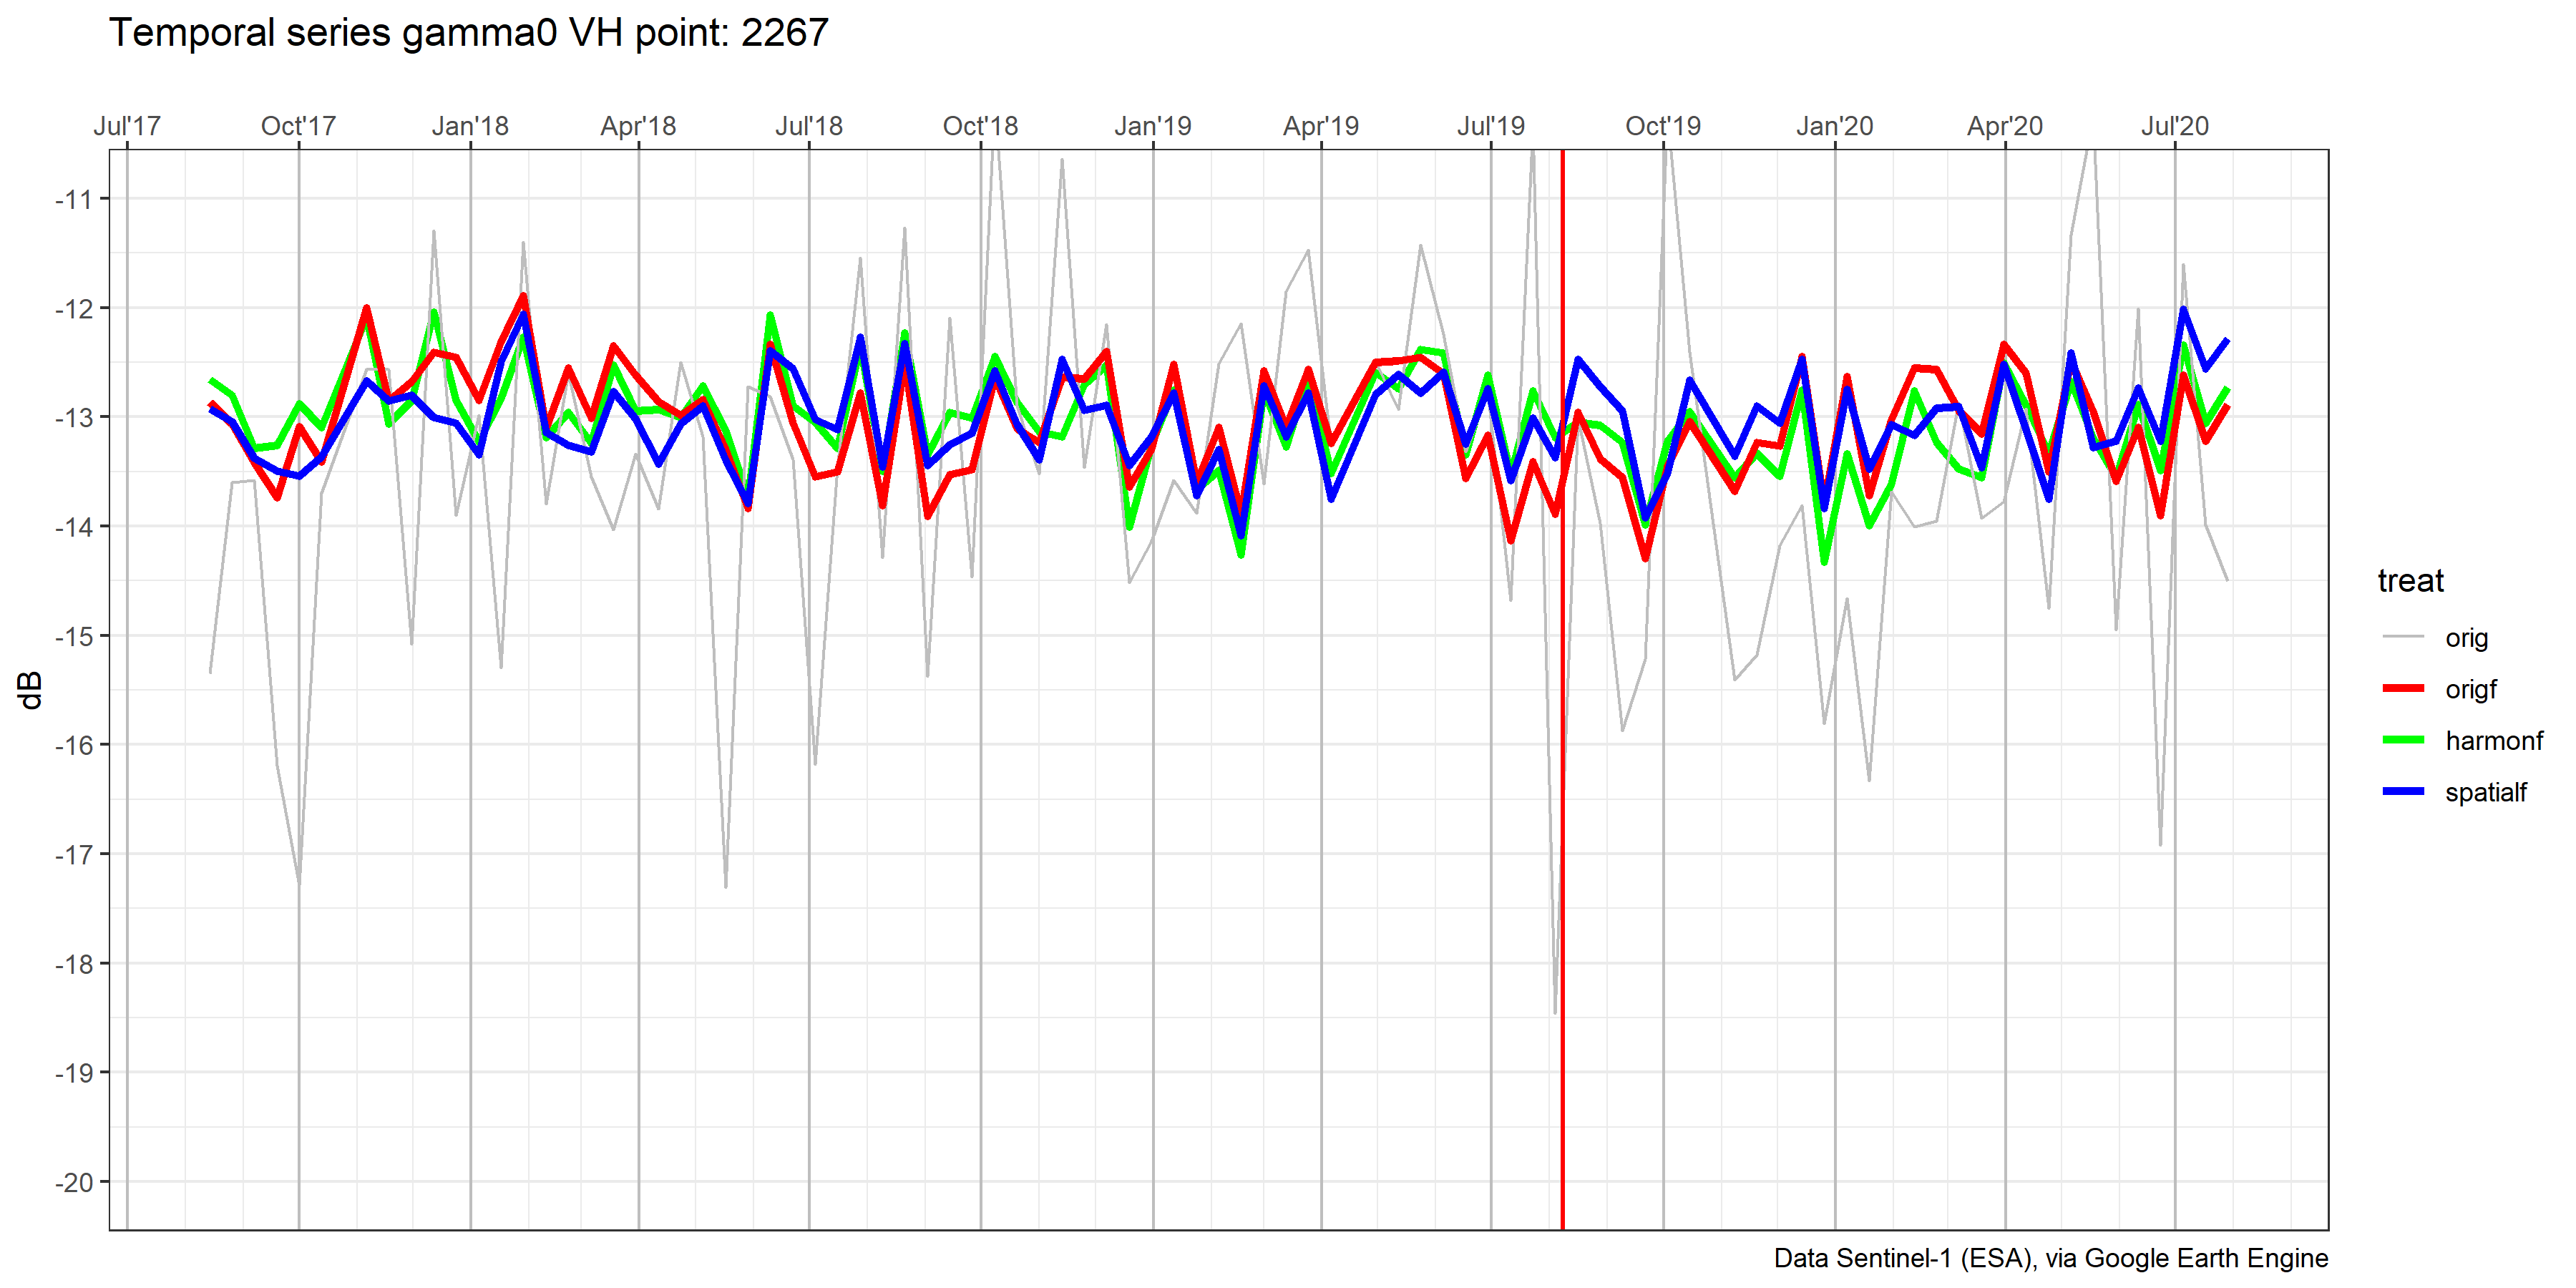 Temporal series gamma0 VH point: 2267
Jul'17 Oct'17 Jan'18 Apr'18 Jul'18 Oct'18 Jan'19 Apr'19 Jul'19 Oct'19 Jan'20 Apr'20 Jul'20
-11
-12
-13
-14
-15
-16
-17
-18
-19
-20
dB
treat
orig
origf
harmonf
spatialf
Data Sentinel-1 (ESA), via Google Earth Engine